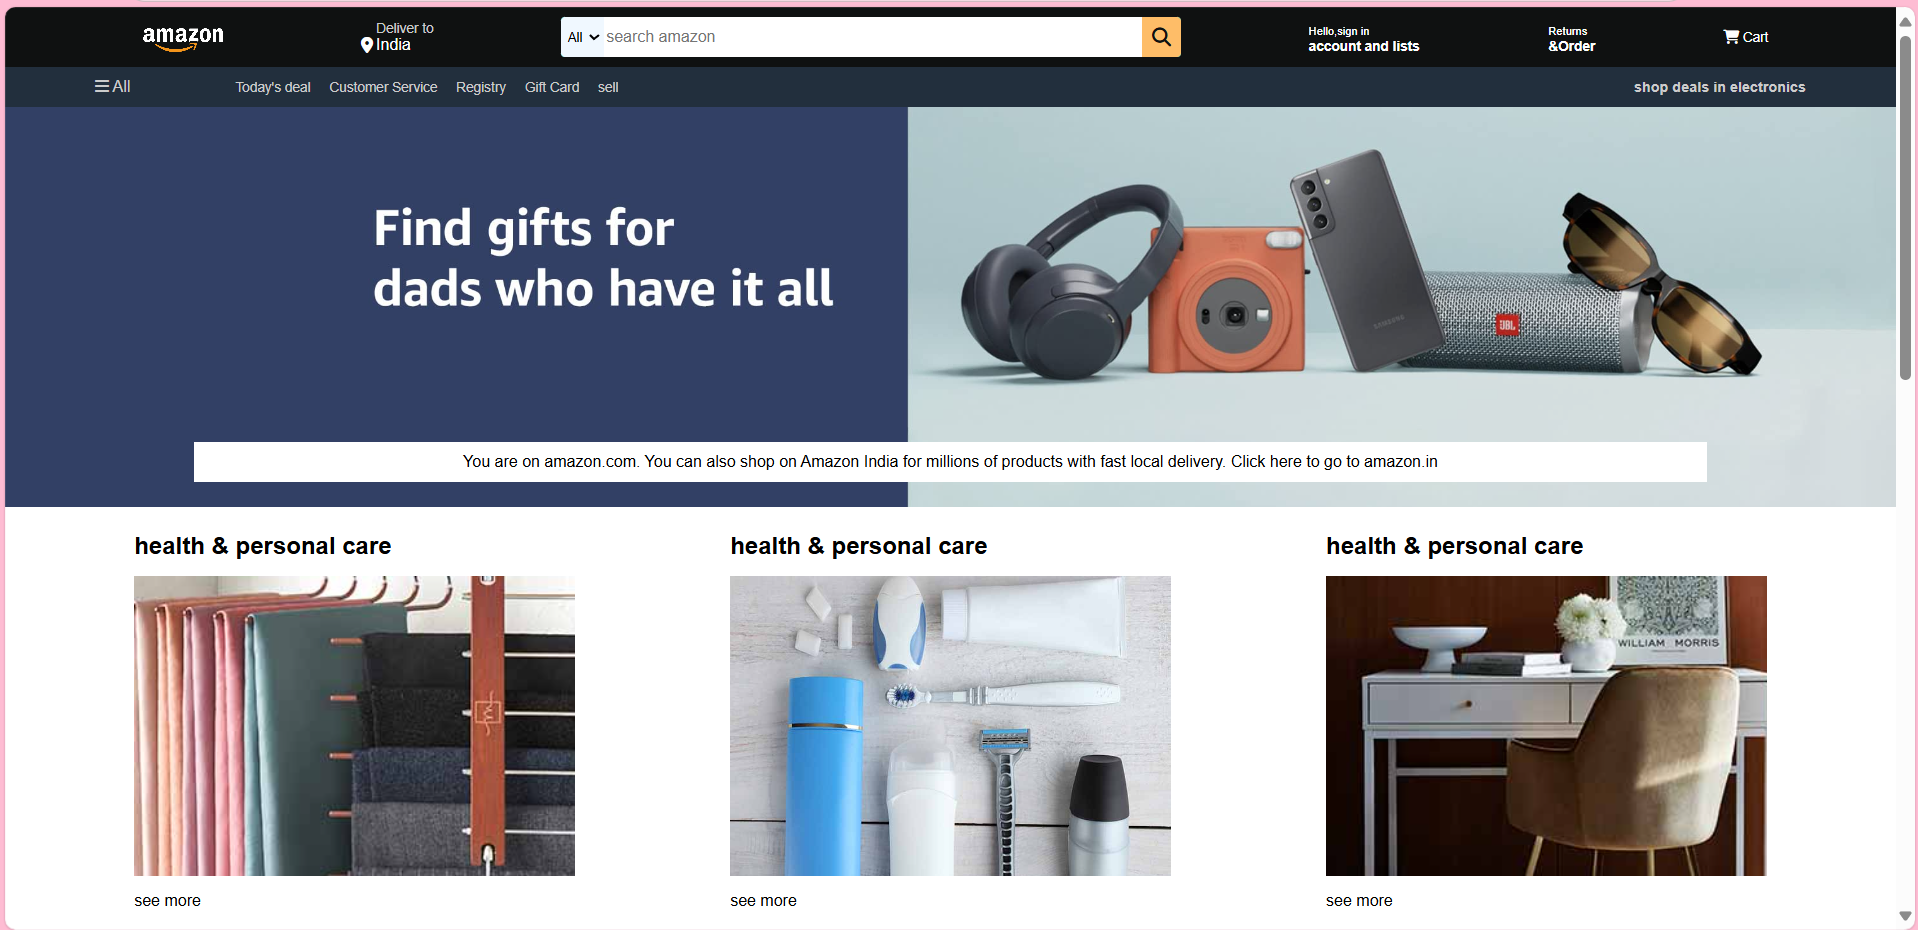 amazon
Deliver to
India
All
search amazon
Hello,sign in
account and lists
Returns
&Order
Cart
All
Today's deal
Customer Service
Registry
Gift Card
sell
shop deals in electronics
Find gifts for
dads who have it all
SAMSUNG
JBL
You are on amazon.com. You can also shop on Amazon India for millions of products with fast local delivery. Click here to go to amazon.in
health & personal care
health & personal care
health & personal care
WILLIAM MORRIS
see more
see more
see more